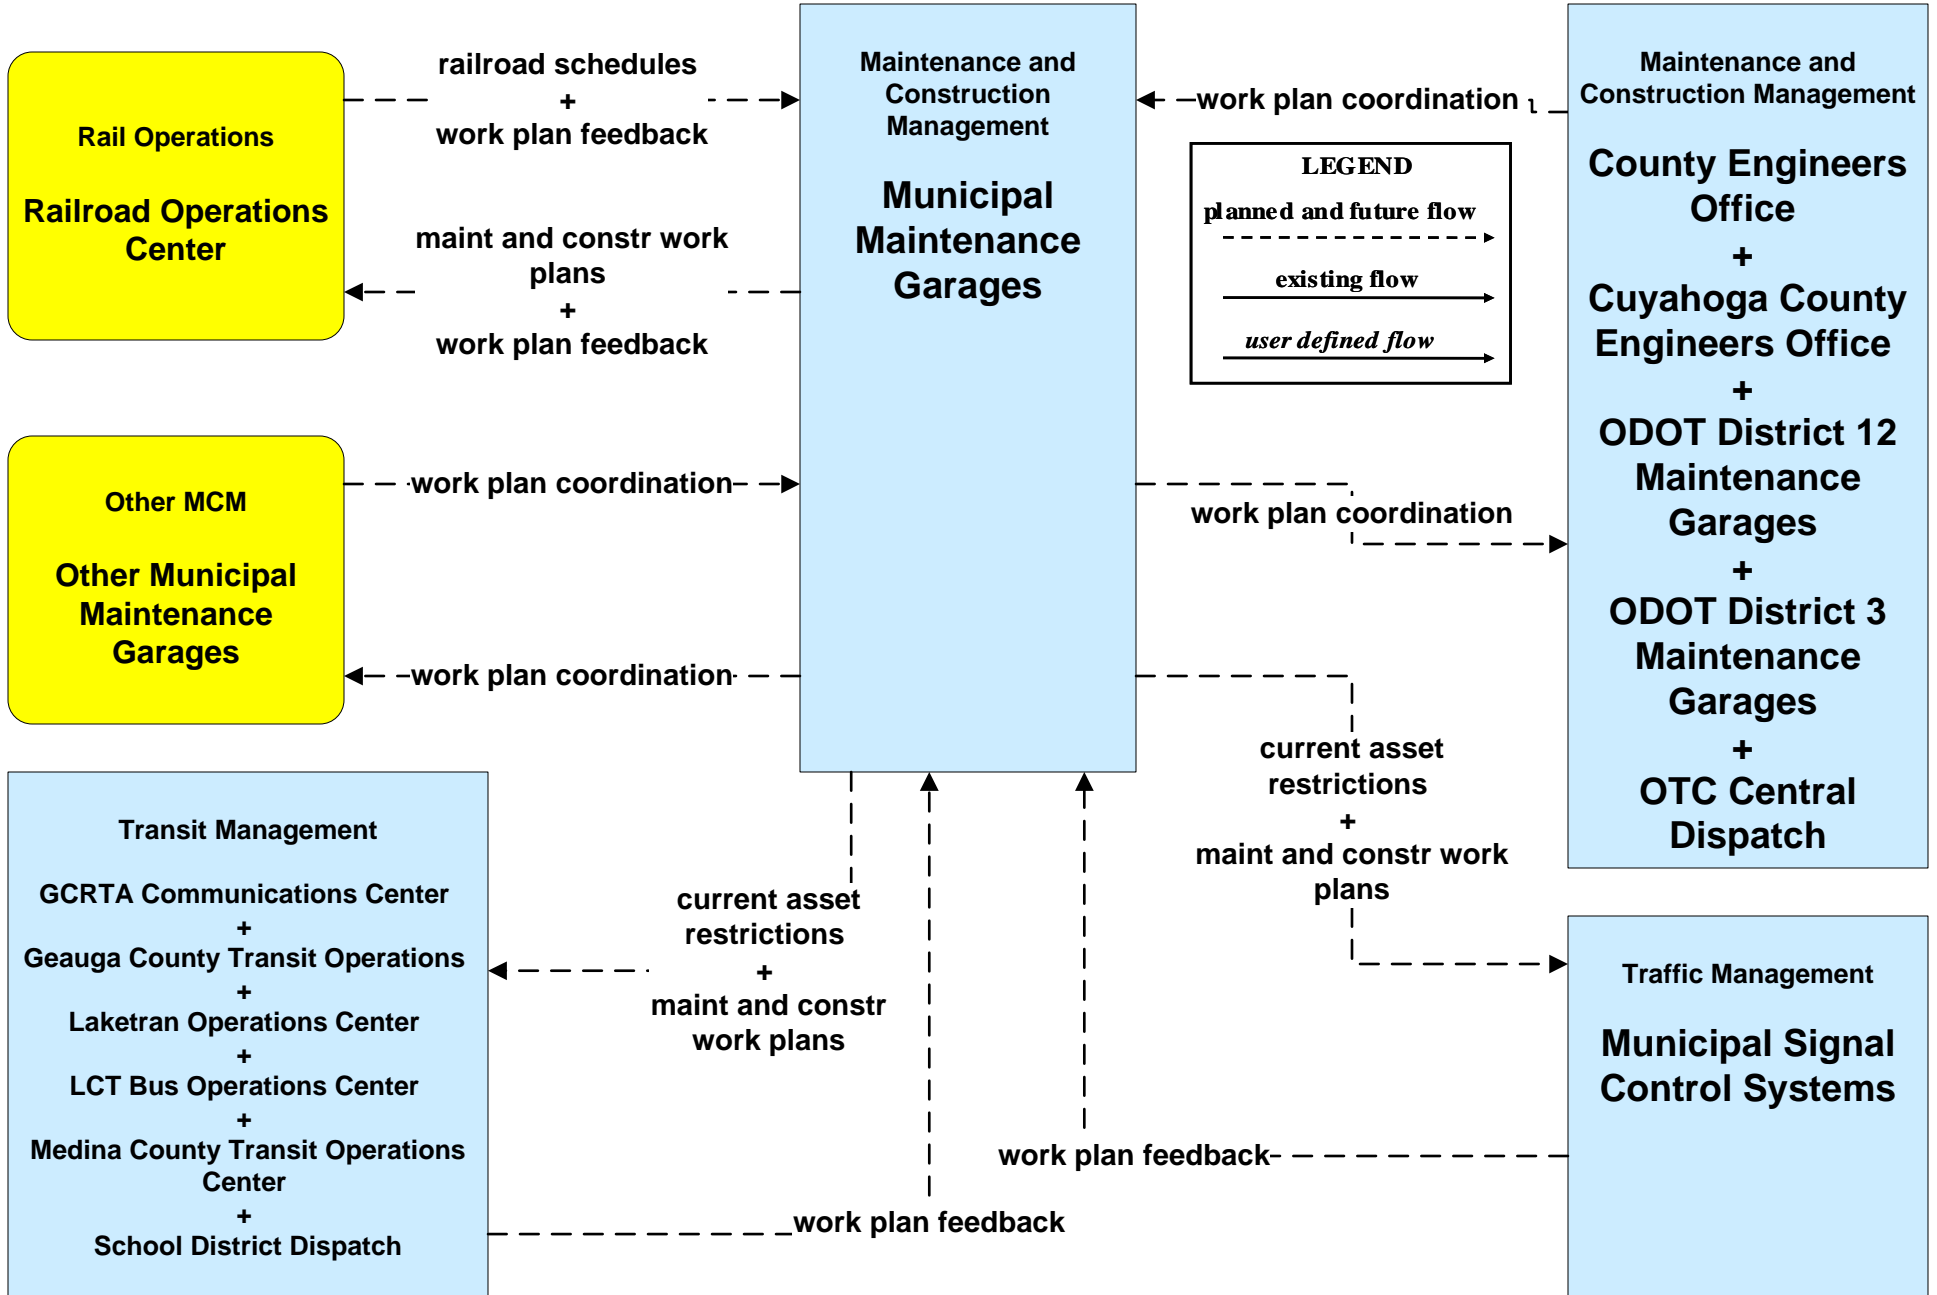 Rail Operations
Railroad Operations
Center
railroad schedules
+
work plan feedback
maint and constr work
plans
+
work plan feedback
Maintenance and
Construction
Management
Municipal
Maintenance
Garages
work plan coordination
LEGEND
planned and future flow
existing flow
user defined flow
Maintenance and
Construction Management
County Engineers
Office
+
Cuyahoga County
Engineers Office
+
ODOT District 12
Maintenance
Garages
+
ODOT District 3
Maintenance
Garages
+
OTC Central
Dispatch
Other MCM
Other Municipal
Maintenance
Garages
work plan coordination
work plan coordination
work plan coordination
current asset
restrictions
+
maint and constr work
plans
Transit Management
GCRTA Communications Center
+
Geauga County Transit Operations
+
Laketran Operations Center
+
LCT Bus Operations Center
+
Medina County Transit Operations
Center
+
School District Dispatch
current asset
restrictions
+
maint and constr
work plans
work plan feedback
work plan feedback
Traffic Management
Municipal Signal
Control Systems